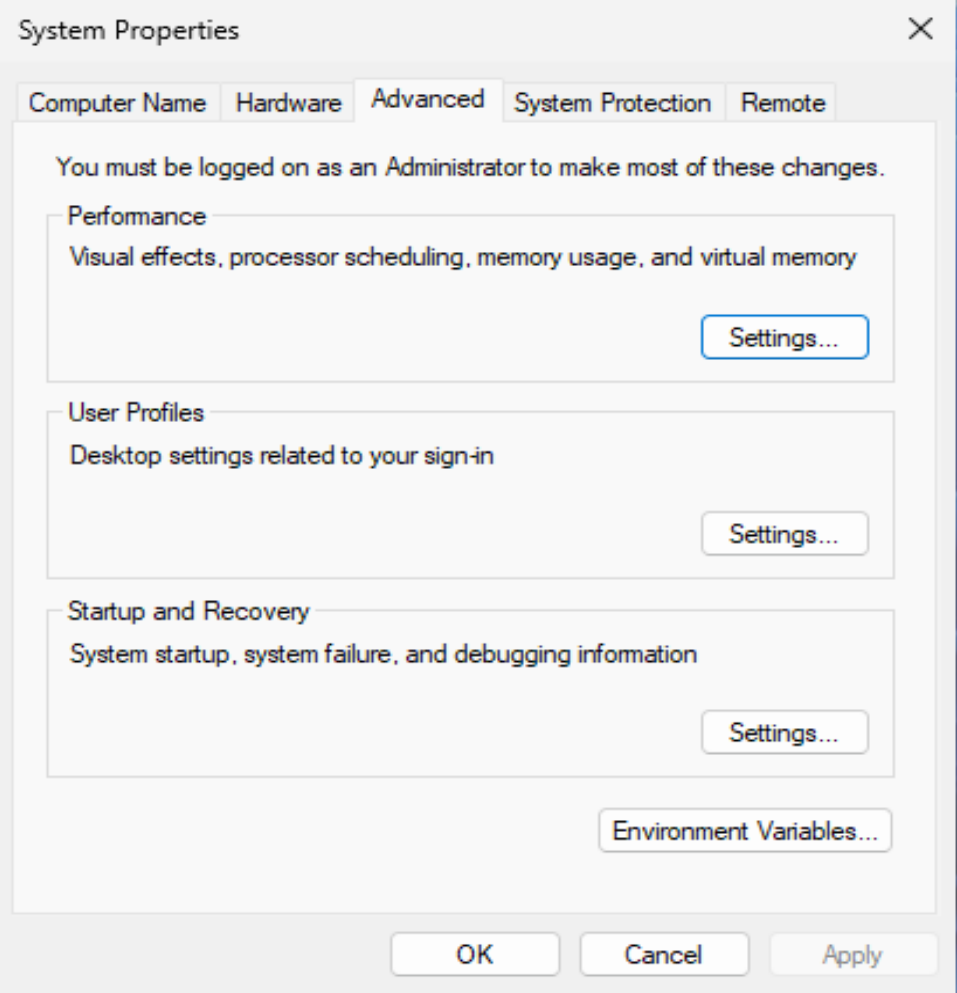 System Properties
Computer Name
Hardware
Advanced
System Protection
Remote
You must be logged on as an Administrator to make most of these changes.
Performance
Visual effects, processor scheduling, memory usage, and virtual memory
Settings...
User Profiles
Desktop settings related to your sign-in
Settings...
Startup and Recovery
System startup, system failure, and debugging information
Settings...
Environment Variables...
OK
Cancel
Apply